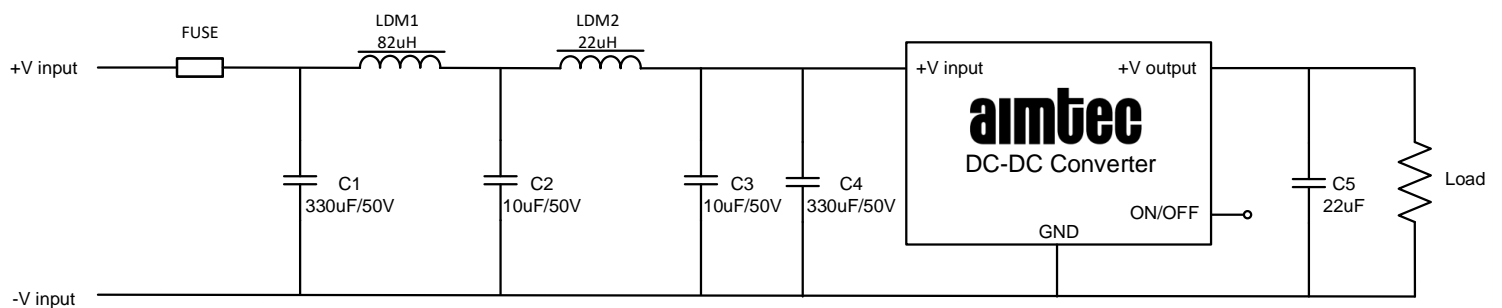 FUSE
LDM1
82uH
LDM2
22uH
+V input
+V input
+V output
aimtec
DC-DC Converter
C1
330uF/50V
C2
10uF/50V
C3
10uF/50V
C4
330uF/50V
C5
22uF
Load
ON/OFF
GND
-V input